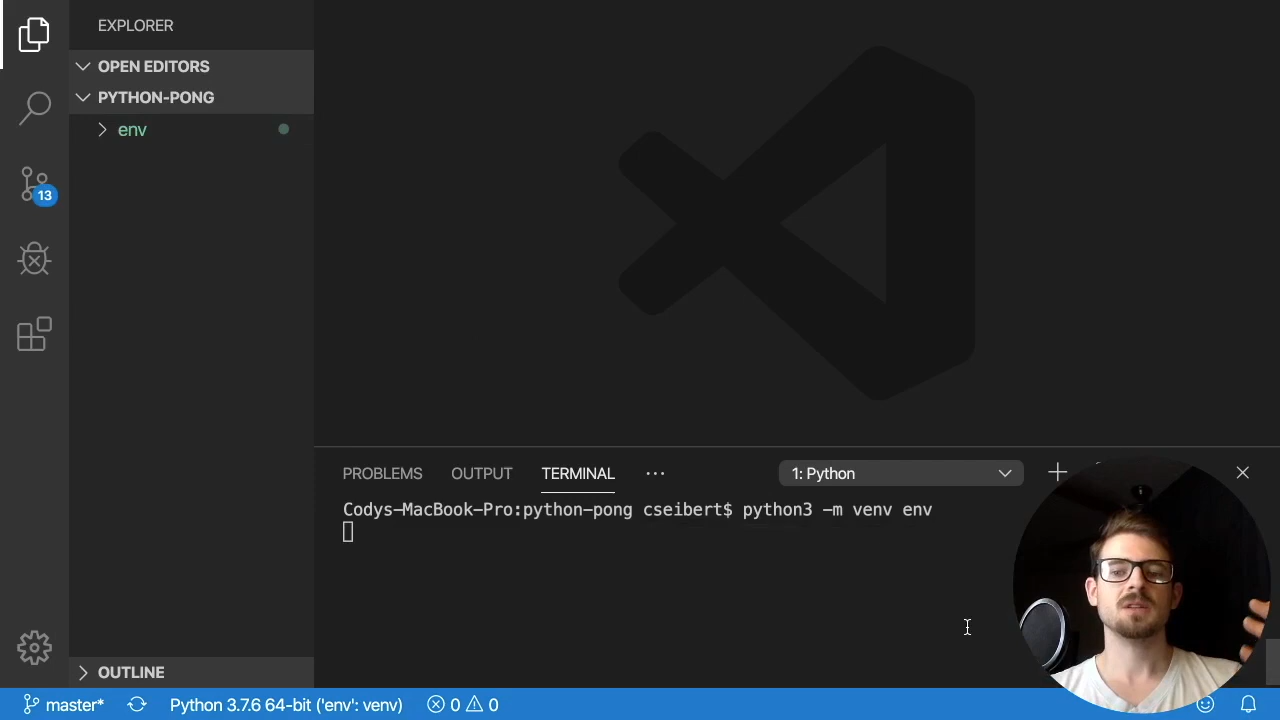 EXPLORER
OPEN EDITORS
PYTHON-PONG
env
13
PROBLEMS OUTPUT TERMINAL ··· 1: Python
Codys-MacBook-Pro:python-pong cseibert$ python3 -m venv env
OUTLINE
master* Python 3.7.6 64-bit ('env': venv) 0 0